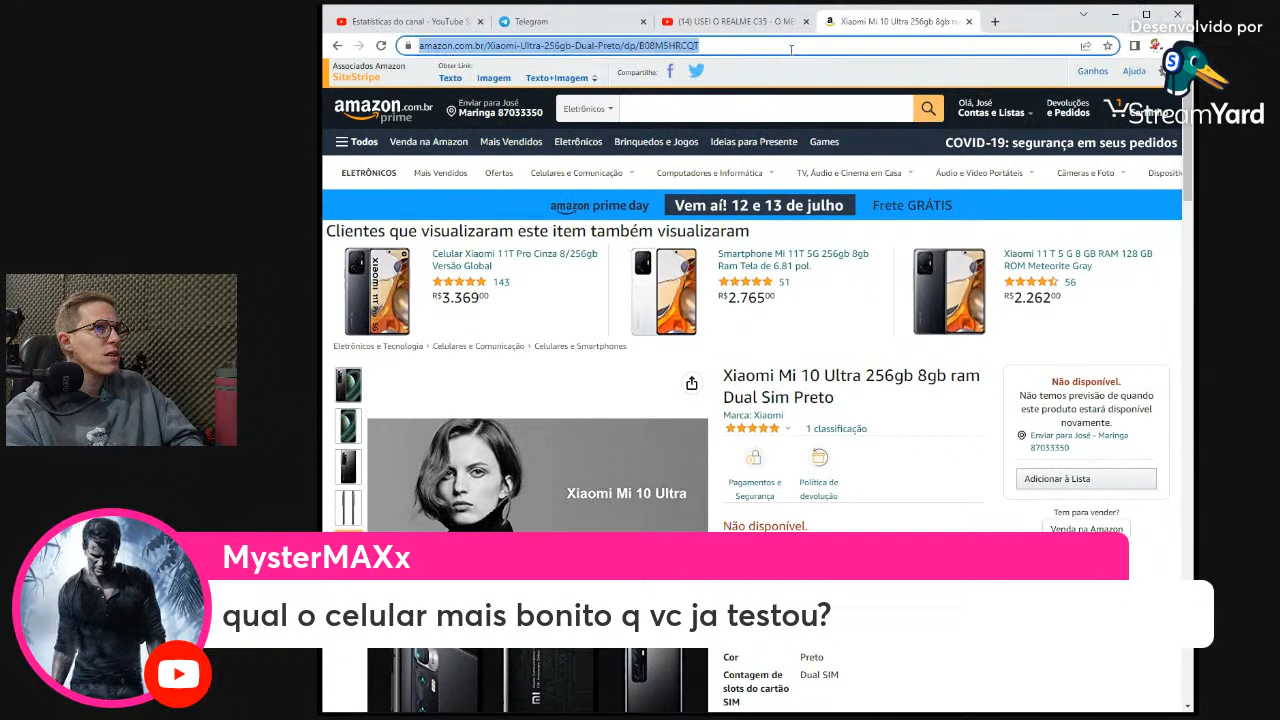 Estatísticas do canal - YouTube S
Telegram
(14) USEI O REALME C35 - O ME
Xiaomi Mi 10 Ultra 256gb 8gb ram
Desenvolvido por
StreamYard
amazon.com.br/Xiaomi-Ultra-256gb-Dual-Preto/dp/B08M5HRCQT
Associados Amazon
SiteStripe
Obter Link:
Texto
Imagem
Texto+Imagem
Compartilhe:
Ganhos
Ajuda
amazon.com.br
prime
Enviar para José
Maringa 87033350
Eletrônicos
Olá, José
Contas e Listas
Devoluções
e Pedidos
1
Todos
Venda na Amazon
Mais Vendidos
Eletrônicos
Brinquedos e Jogos
Ideias para Presente
Games
COVID-19: segurança em seus pedidos
ELETRÔNICOS
Mais Vendidos
Ofertas
Celulares e Comunicação
Computadores e Informática
TV, Áudio e Cinema em Casa
Áudio e Vídeo Portáteis
Câmeras e Foto
Dispositi
amazon prime day
Vem aí! 12 e 13 de julho
Frete GRÁTIS
Clientes que visualizaram este item também visualizaram
Celular Xiaomi 11T Pro Cinza 8/256gb
Versão Global
143
R$3.36900
Smartphone Mi 11T 5G 256gb 8gb
Ram Tela de 6.81 pol.
51
R$2.76500
Xiaomi 11 T 5 G 8 GB RAM 128 GB
ROM Meteorite Gray
56
R$2.26200
Eletrônicos e Tecnologia › Celulares e Comunicação › Celulares e Smartphones
Xiaomi Mi 10 Ultra 256gb 8gb ram
Dual Sim Preto
Marca: Xiaomi
1 classificação
Pagamentos e
Segurança
Política de
devolução
Não disponível.
Não disponível.
Não temos previsão de quando
este produto estará disponível
novamente.
Enviar para José - Maringa
87033350
Adicionar à Lista
Tem para vender?
Venda na Amazon
Xiaomi Mi 10 Ultra
MysterMAXx
qual o celular mais bonito q vc ja testou?
Cor
Preto
Contagem de
slots do cartão
SIM
Dual SIM